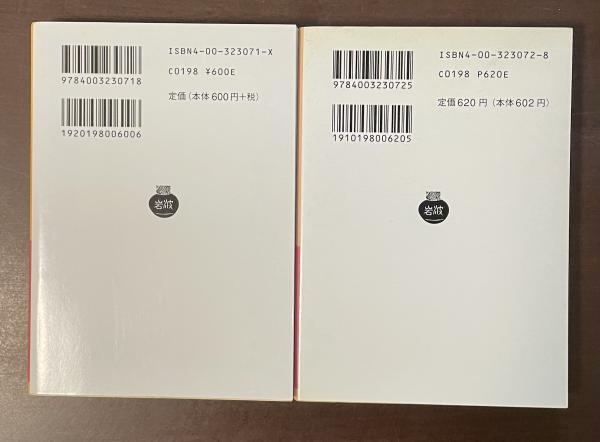 ISBN4-00-323071-X
9784003230718
C0198 ¥600E
定価(本体600円+税)
1920198006006
岩波
ISBN4-00-323072-8
9784003230725
C0198 P620E
定価620円(本体602円)
1910198006205
岩波